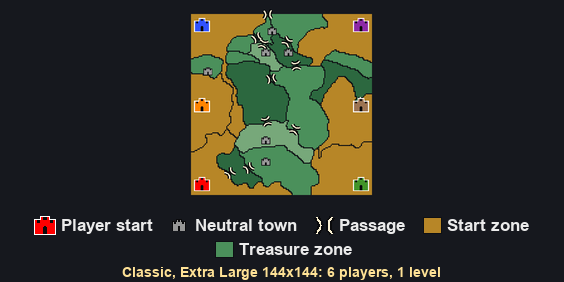 Player start Neutral town Passage Start zone
Treasure zone
Classic, Extra Large 144x144: 6 players, 1 level